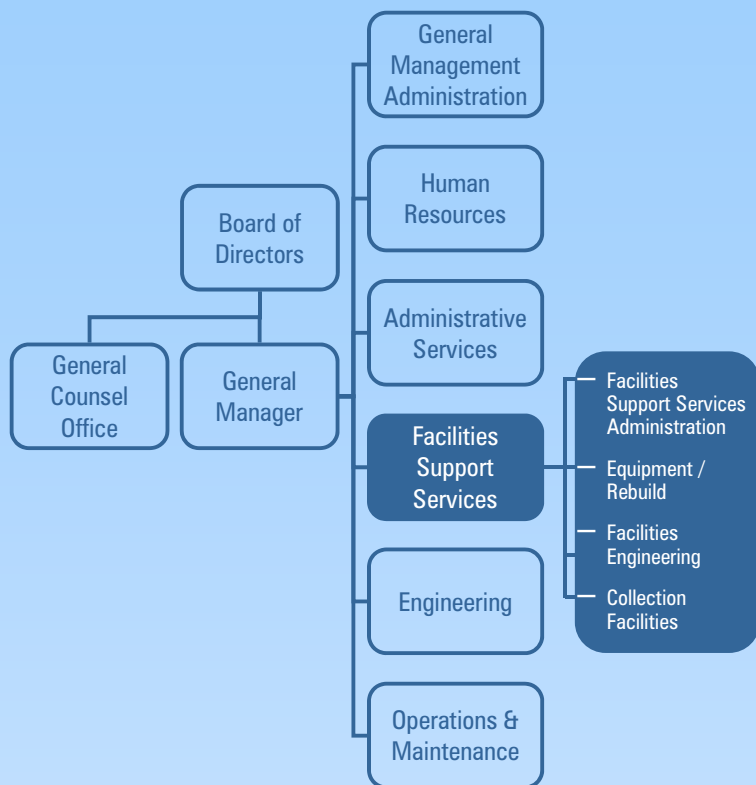 General
Management
Administration
Human
Resources
Board of
Directors
Administrative
Services
General
Counsel
Office
General
Manager
Facilities
Support
Services
— Facilities
Support Services
Administration
— Equipment /
Rebuild
— Facilities
Engineering
— Collection
Facilities
Engineering
Operations &
Maintenance